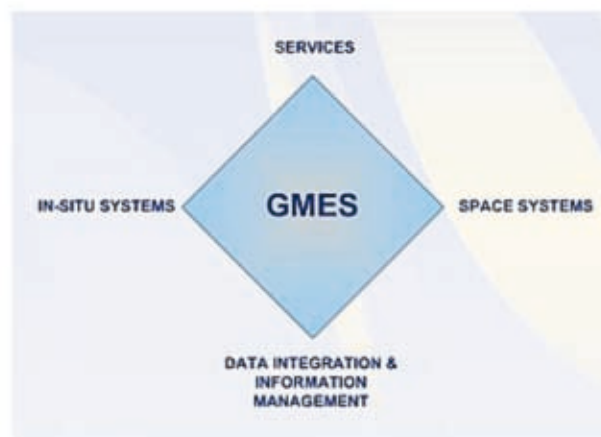 SERVICES
IN-SITU SYSTEMS
GMES
SPACE SYSTEMS
DATA INTEGRATION &
INFORMATION
MANAGEMENT